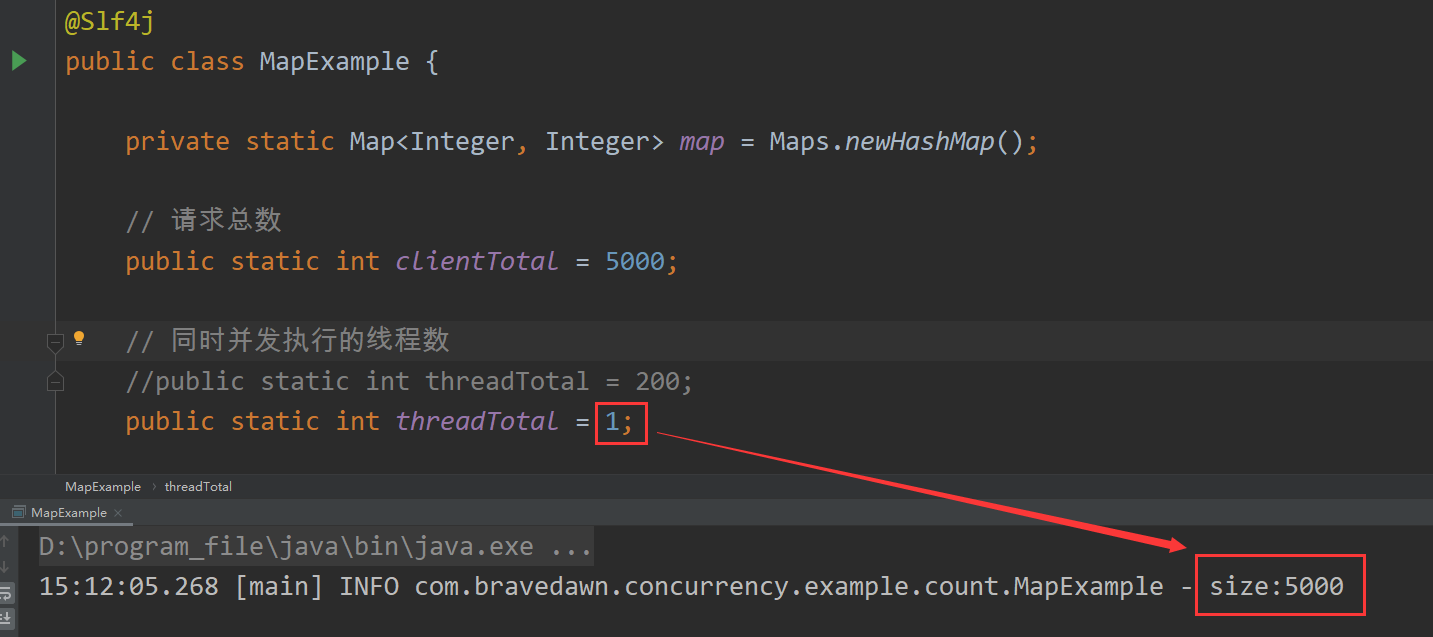 @Slf4j
public class MapExample {
private static Map<Integer, Integer> map = Maps.newHashMap();
// 请求总数
public static int clientTotal = 5000;
// 同时并发执行的线程数
//public static int threadTotal = 200;
public static int threadTotal = 1;
MapExample › threadTotal
MapExample ×
D:\program_file\java\bin\java.exe ...
15:12:05.268 [main] INFO com.bravedawn.concurrency.example.count.MapExample - size:5000